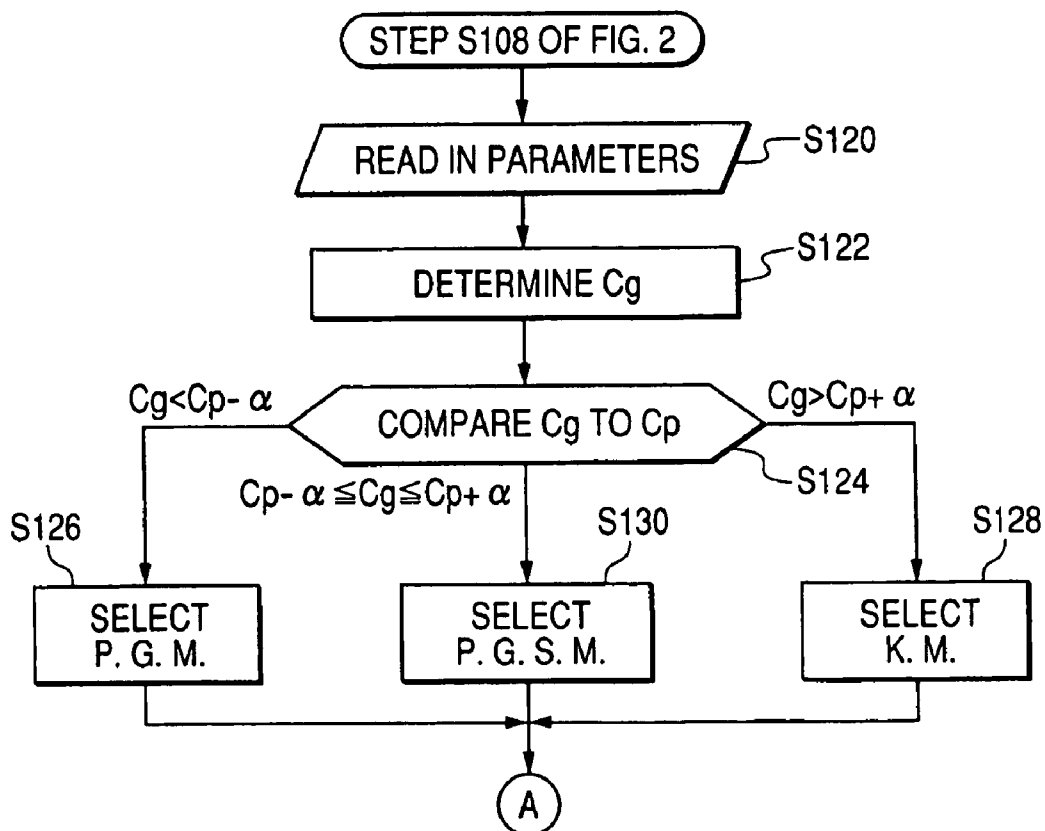 STEP S108 OF FIG. 2
READ IN PARAMETERS
S120
DETERMINE Cg
S122
Cg<Cp- α
COMPARE Cg TO Cp
Cg>Cp+ α
S124
Cp- α ≦Cg≦Cp+ α
S126
SELECT
P. G. M.
S130
SELECT
P. G. S. M.
S128
SELECT
K. M.
A